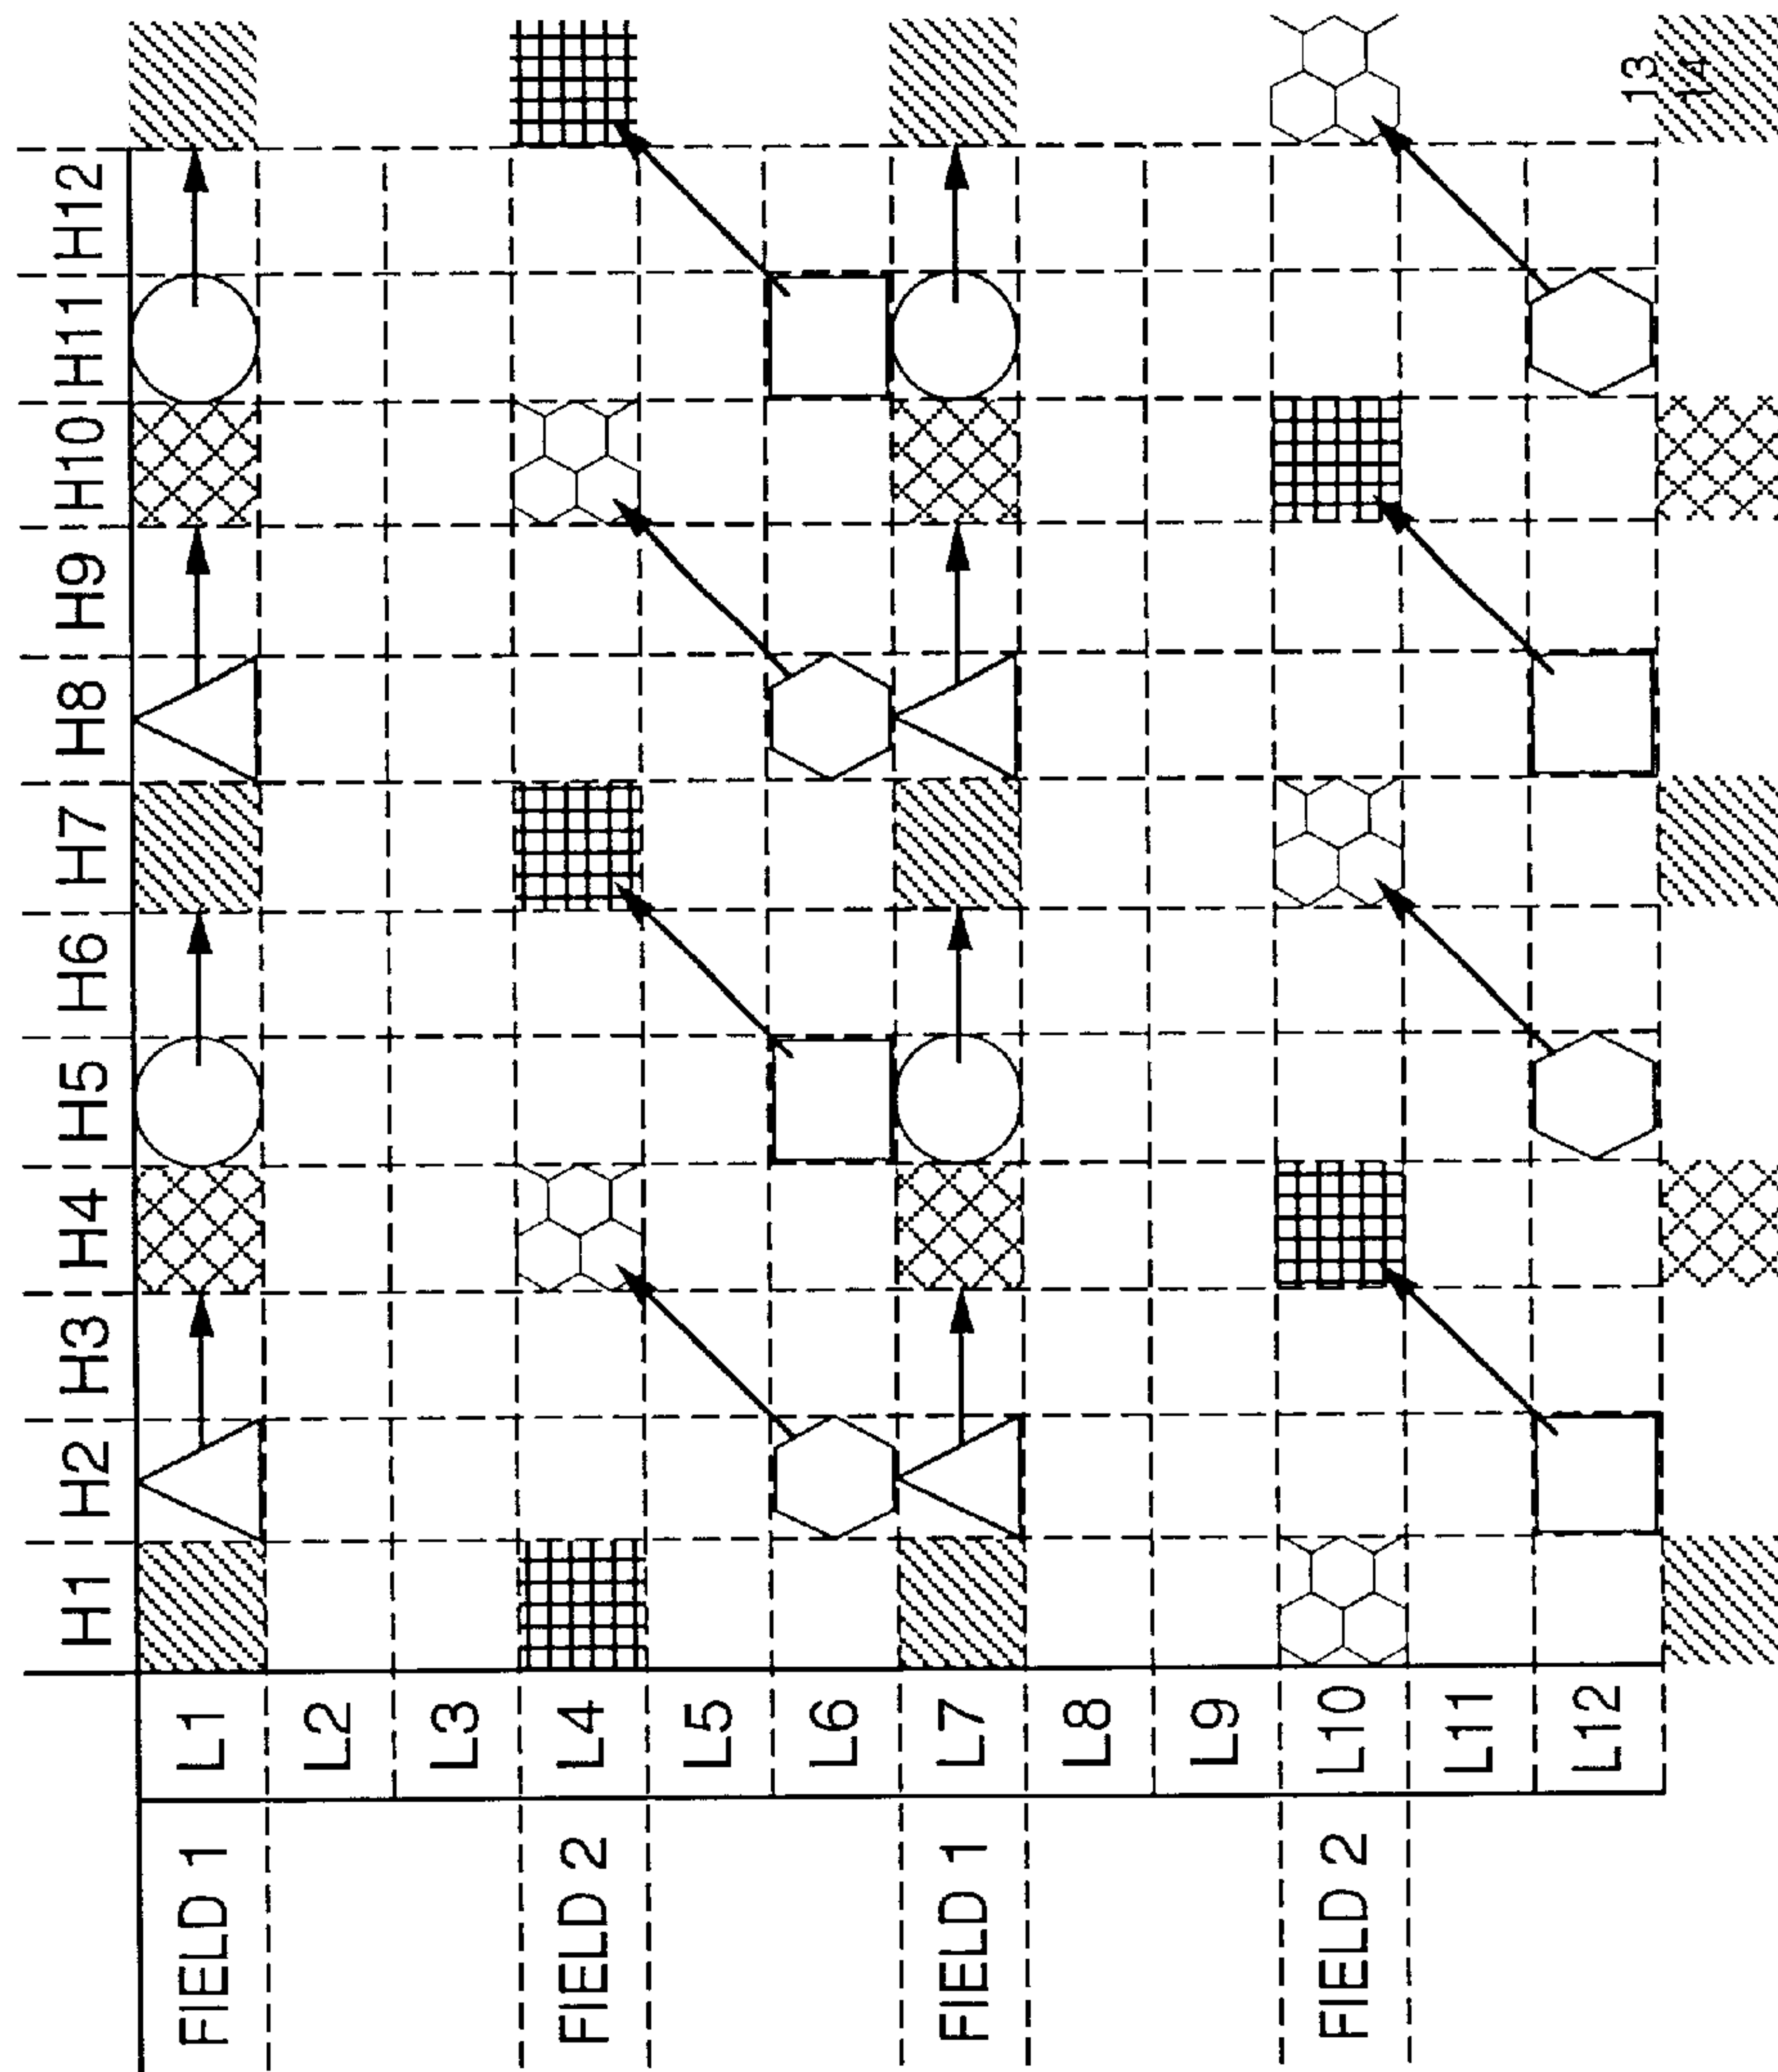 H1 H2 H3 H4 H5 H6 H7 H8 H9 H10 H11 H12
FIELD 1 L1
L2
L3
FIELD 2 L4
L5
L6
FIELD 1 L7
L8
L9
FIELD 2 L10
L11
L12
13
14